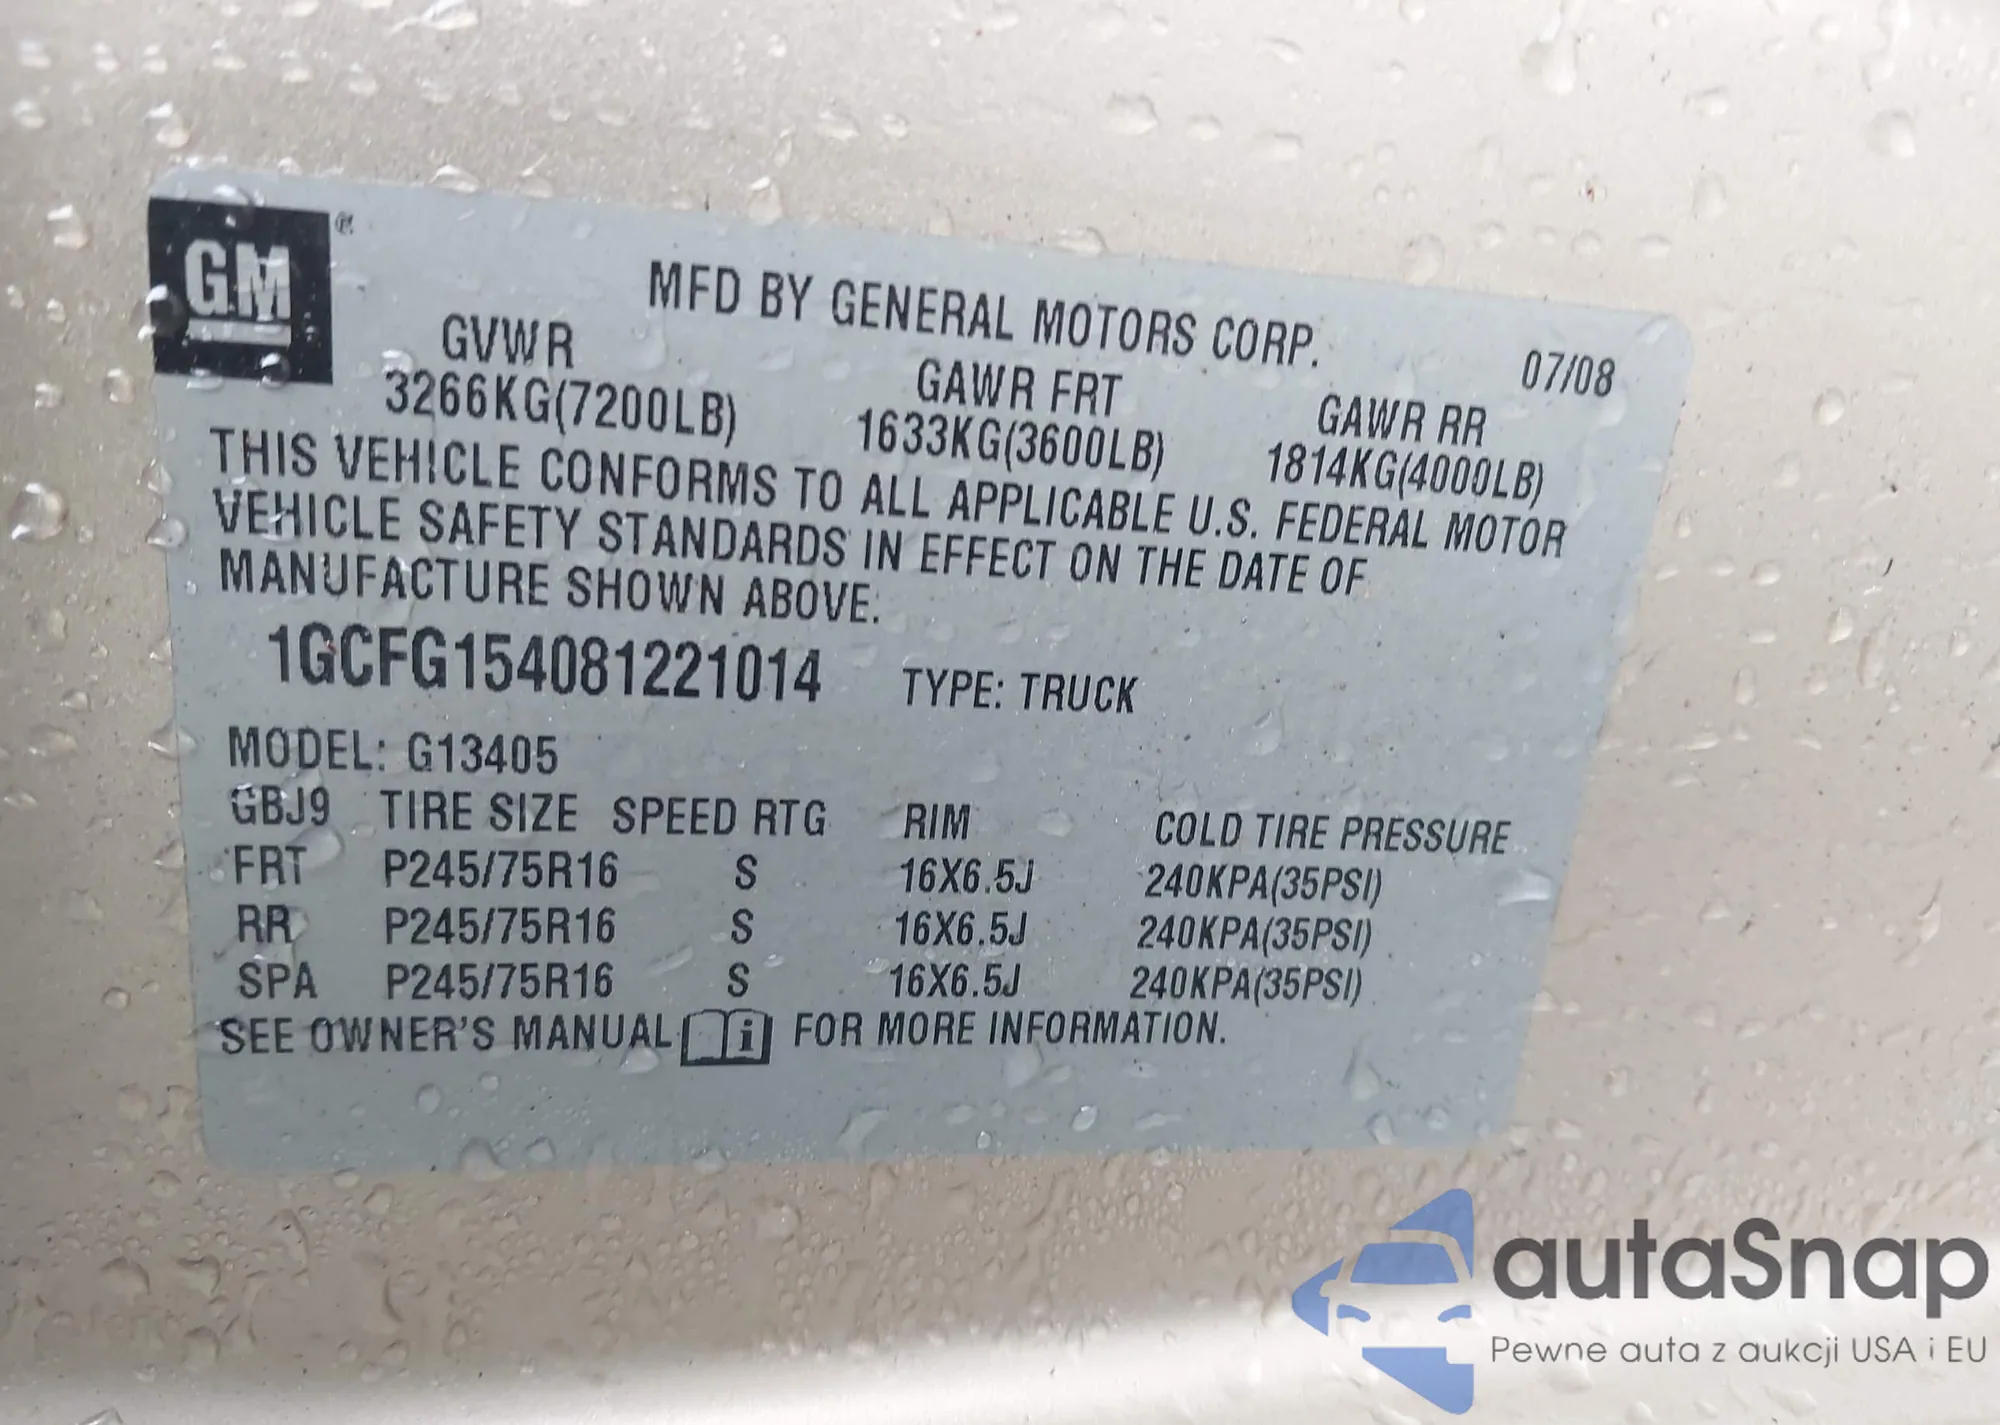 GM
MFD BY GENERAL MOTORS CORP. 07/08
GVWR GAWR FRT GAWR RR
3266KG(7200LB) 1633KG(3600LB) 1814KG(4000LB)
THIS VEHICLE CONFORMS TO ALL APPLICABLE U.S. FEDERAL MOTOR
VEHICLE SAFETY STANDARDS IN EFFECT ON THE DATE OF
MANUFACTURE SHOWN ABOVE.
1GCFG154081221014 TYPE: TRUCK
MODEL: G13405
GBJ9 TIRE SIZE SPEED RTG RIM COLD TIRE PRESSURE
FRT P245/75R16 S 16X6.5J 240KPA(35PSI)
RR P245/75R16 S 16X6.5J 240KPA(35PSI)
SPA P245/75R16 S 16X6.5J 240KPA(35PSI)
SEE OWNER'S MANUAL i FOR MORE INFORMATION.
autaSnap
Pewne auta z aukcji USA i EU